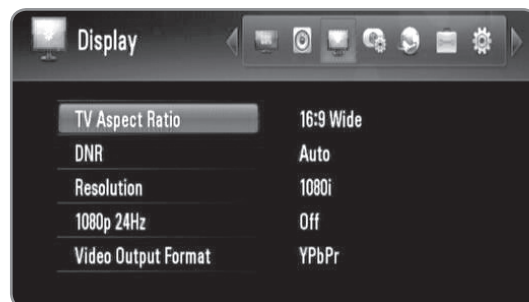 Display
TV Aspect Ratio 16:9 Wide
DNR Auto
Resolution 1080i
1080p 24Hz Off
Video Output Format YPbPr